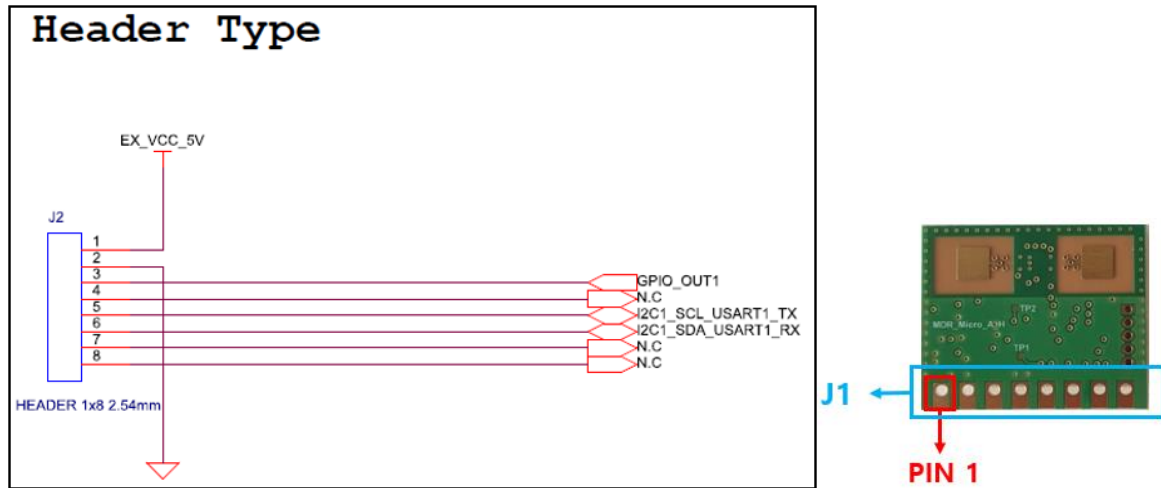 Header Type
EX_VCC_5V
J2
1
2
3
4
5
6
7
8
GPIO_OUT1
N.C
I2C1_SCL_USART1_TX
I2C1_SDA_USART1_RX
N.C
N.C
HEADER 1x8 2.54mm
TP2
TP1
J1
PIN 1